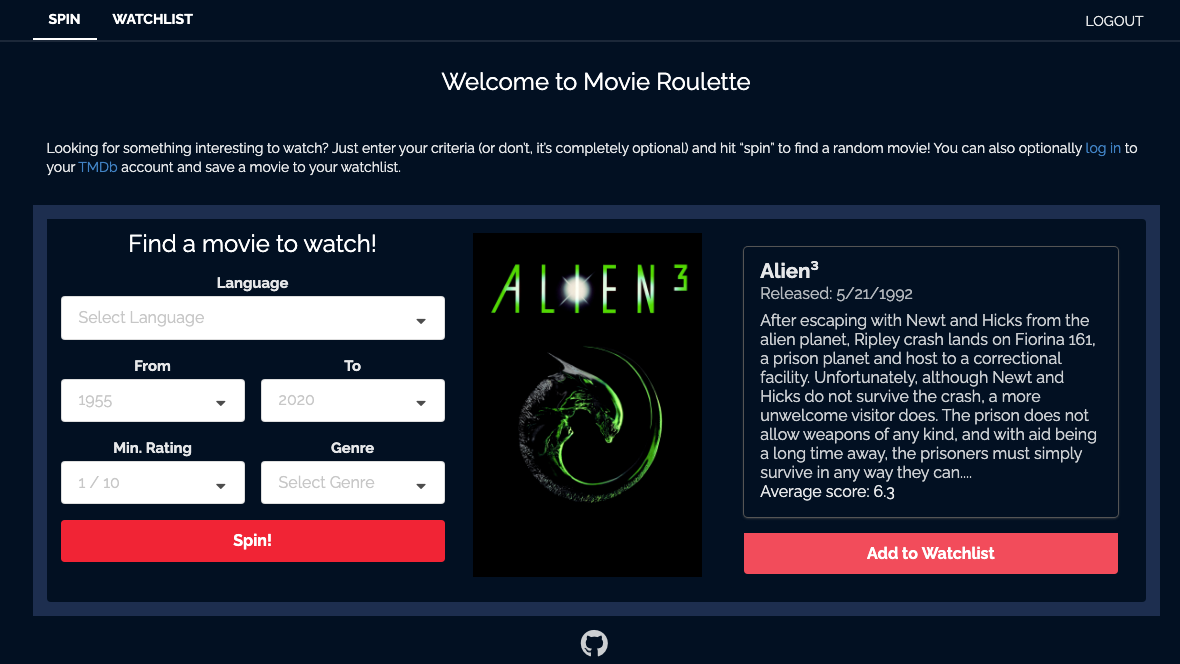 SPIN WATCHLIST LOGOUT
Welcome to Movie Roulette
Looking for something interesting to watch? Just enter your criteria (or don't, it's completely optional) and hit "spin" to find a random movie! You can also optionally log in to
your TMDb account and save a movie to your watchlist.
Find a movie to watch!
Language
Select Language
From To
1955 2020
Min. Rating Genre
1 / 10 Select Genre
Spin!
ALIEN 3
Alien³
Released: 5/21/1992
After escaping with Newt and Hicks from the
alien planet, Ripley crash lands on Fiorina 161,
a prison planet and host to a correctional
facility. Unfortunately, although Newt and
Hicks do not survive the crash, a more
unwelcome visitor does. The prison does not
allow weapons of any kind, and with aid being
a long time away, the prisoners must simply
survive in any way they can....
Average score: 6.3
Add to Watchlist